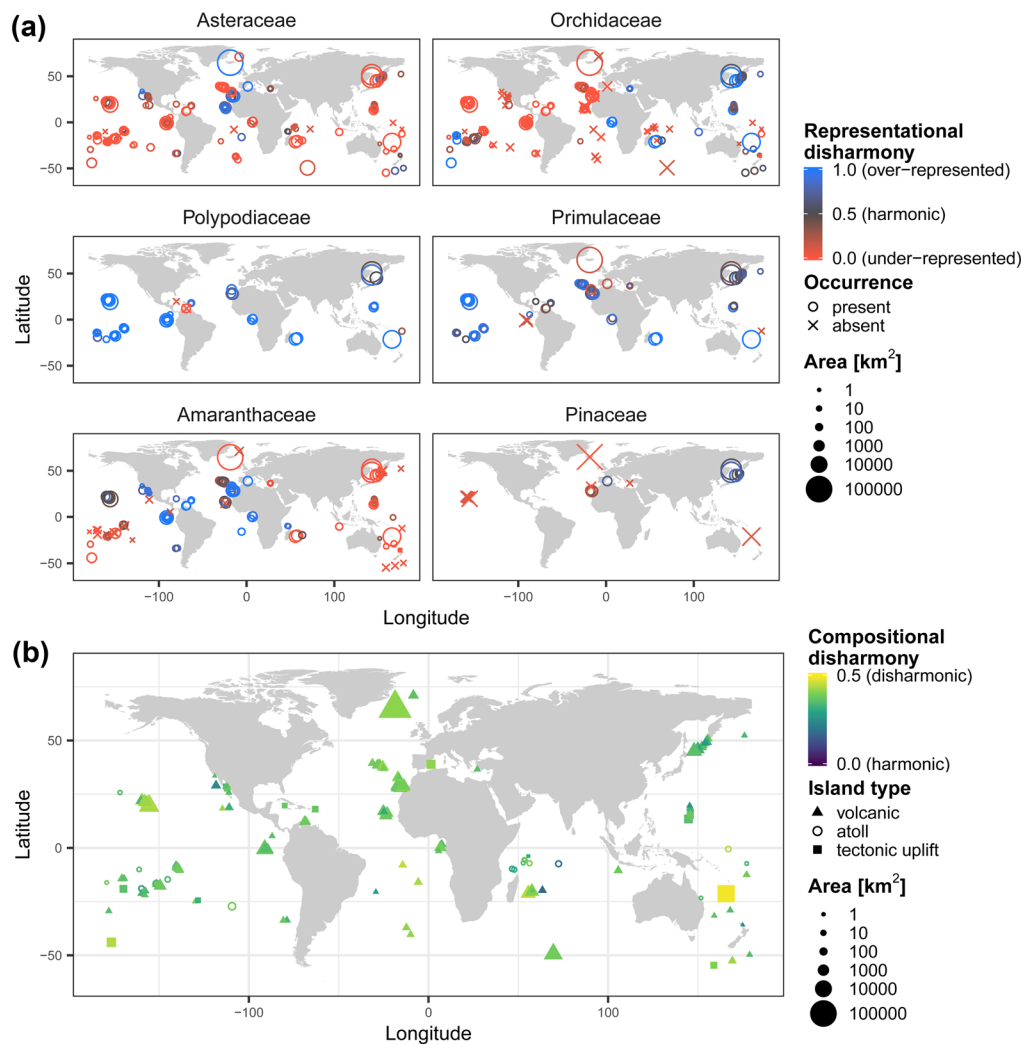 (a)
Asteraceae
Orchidaceae
50
0
−50
Polypodiaceae
Primulaceae
50
0
−50
Latitude
Amaranthaceae
Pinaceae
50
0
−50
−100
0
100
−100
0
100
Longitude
Representational
disharmony
1.0 (over-represented)
0.5 (harmonic)
0.0 (under-represented)
Occurrence
present
absent
Area [km²]
1
10
100
1000
10000
100000
(b)
50
0
−50
Latitude
−100
0
100
Longitude
Compositional
disharmony
0.5 (disharmonic)
0.0 (harmonic)
Island type
volcanic
atoll
tectonic uplift
Area [km²]
1
10
100
1000
10000
100000